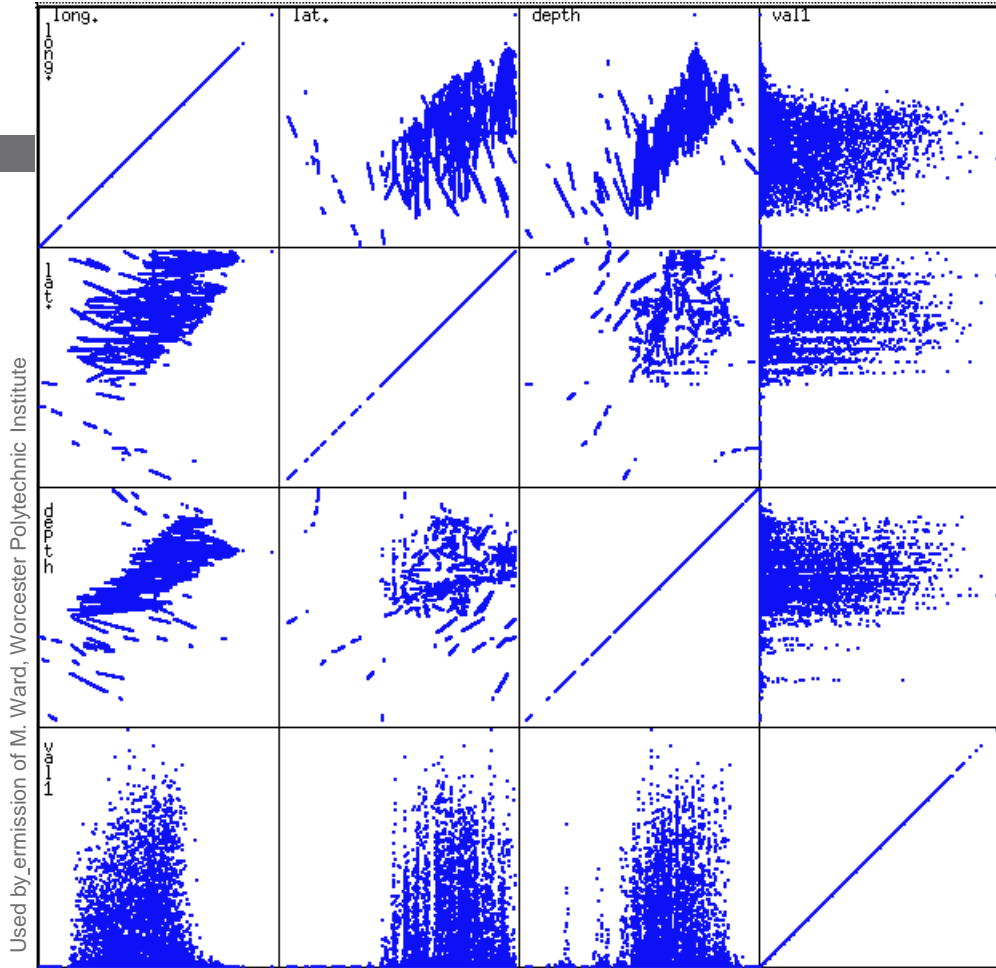 long.
lat.
depth
val1
long.
lat.
depth
val1
Used by_ermission of M. Ward, Worcester Polytechnic Institute